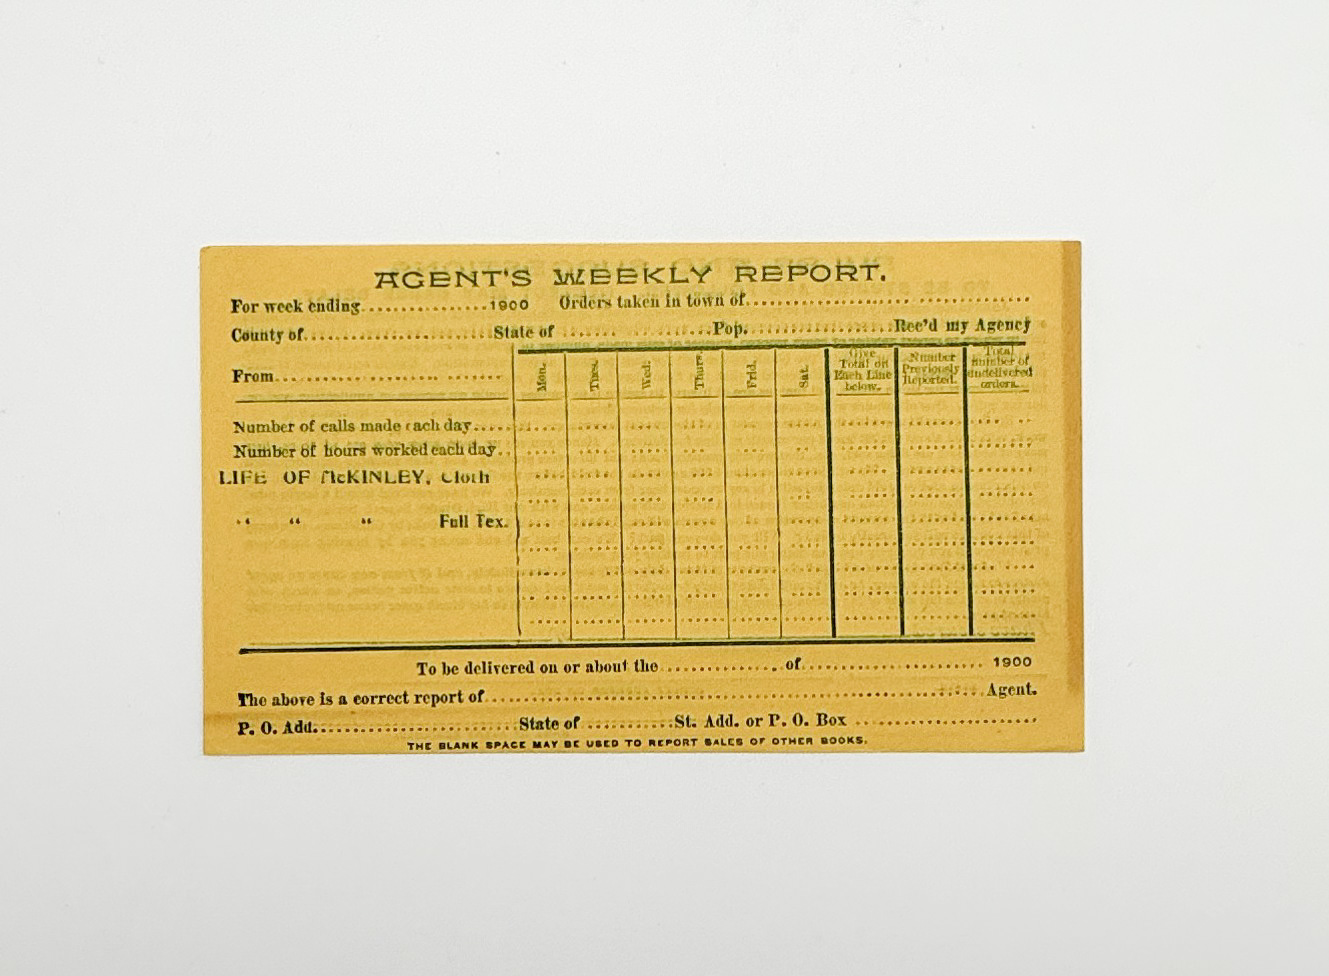 AGENT'S WEEKLY REPORT.
For week ending................1900 Orders taken in town of........................................
County of........................State of ...... ........Pop.....................Rec'd my Agency
From................................ Mon. Tues. Wed. Thurs. Frid. Sat. Give Total on Each Line below. Number Previously Reported. Total number of undelivered orders.
Number of calls made each day.....
Number of hours worked each day..
LIFE OF McKINLEY, Cloth
“ “ “ Full Tex.
To be delivered on or about the................of........................ 1900
The above is a correct report of.................................................................. Agent.
P. O. Add...........................State of ............St. Add. or P. O. Box .........................
THE BLANK SPACE MAY BE USED TO REPORT SALES OF OTHER BOOKS.